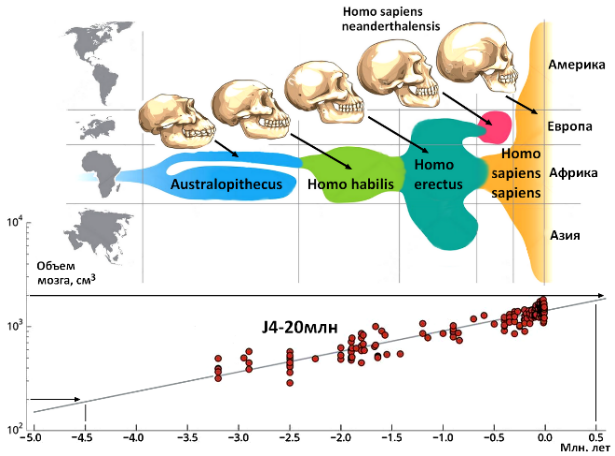 Homo sapiens
neanderthalensis
Америка
Европа
Африка
Азия
Australopithecus
Homo habilis
Homo
erectus
Homo
sapiens
sapiens
10⁴
Объем
мозга, см³
10³
J4-20млн
10²
−5.0 −4.5 −4.0 −3.5 −3.0 −2.5 −2.0 −1.5 −1.0 −0.5 0.0 0.5
Млн. лет